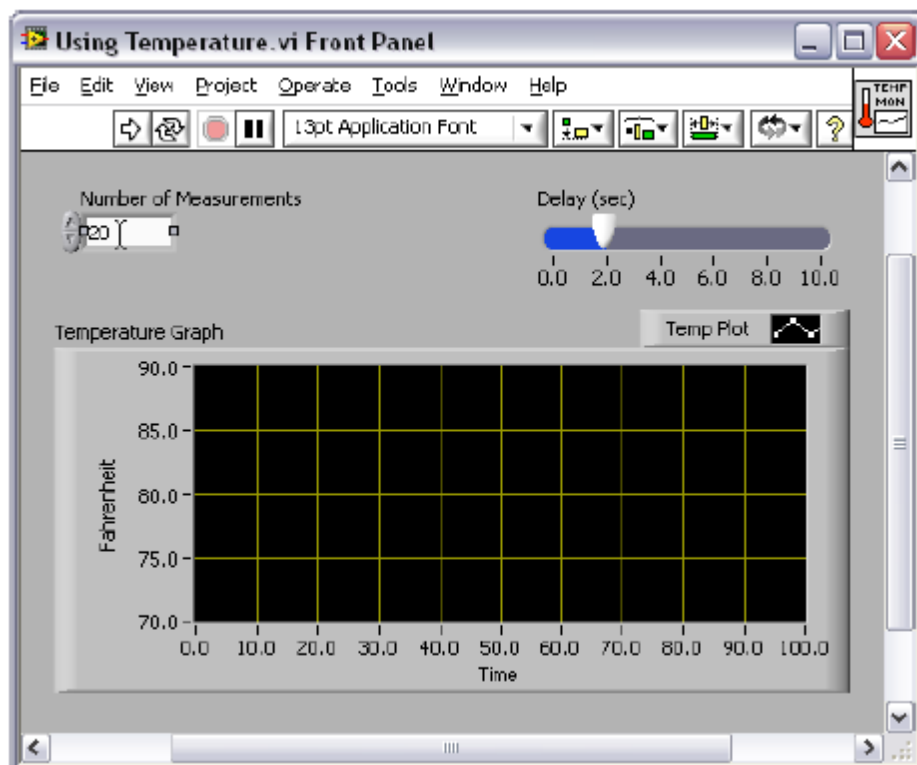 Using Temperature.vi Front Panel
File Edit View Project Operate Tools Window Help
TEMP
MON
13pt Application Font
?
Number of Measurements
20
Delay (sec)
0.0 2.0 4.0 6.0 8.0 10.0
Temperature Graph
Temp Plot
90.0
85.0
80.0
75.0
70.0
Fahrenheit
0.0 10.0 20.0 30.0 40.0 50.0 60.0 70.0 80.0 90.0 100.0
Time